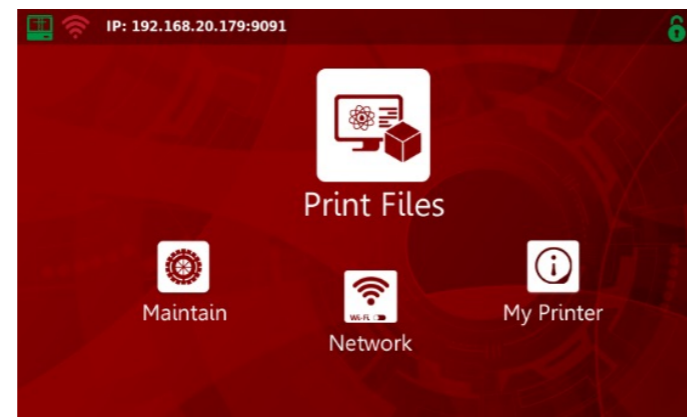 IP: 192.168.20.179:9091
Print Files
Maintain
Wi-Fi
Network
My Printer